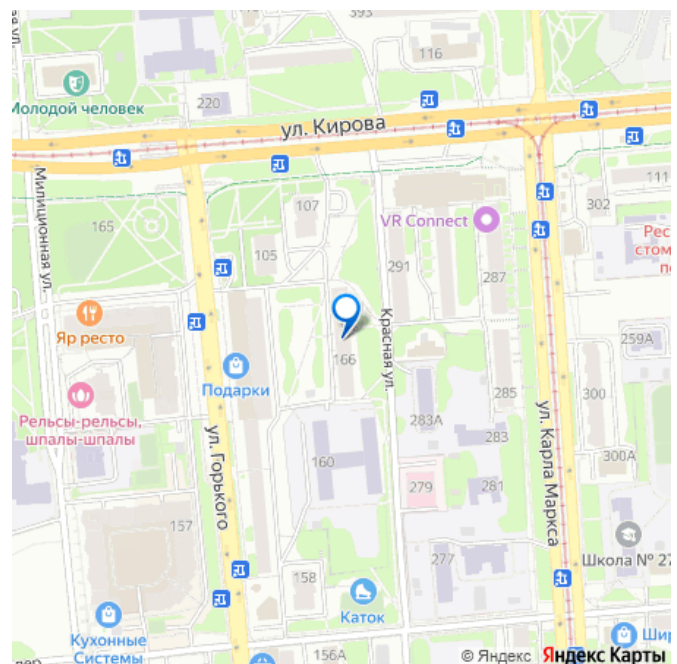 393
116
220
Молодой человек
ул. Кирова
Милиционная ул.
165
107
105
VR Connect
302
111
291
287
Рес
стом
по
Яр ресто
Подарки
166
Красная ул.
259А
Рельсы-рельсы,
шпалы-шпалы
ул. Горького
285
300
283А
283
ул. Карла Маркса
300А
160
279
281
157
277
Школа № 27
158
Каток
Кухонные
Системы
156А
Шир
пер.
© Яндекс Яндекс Карты